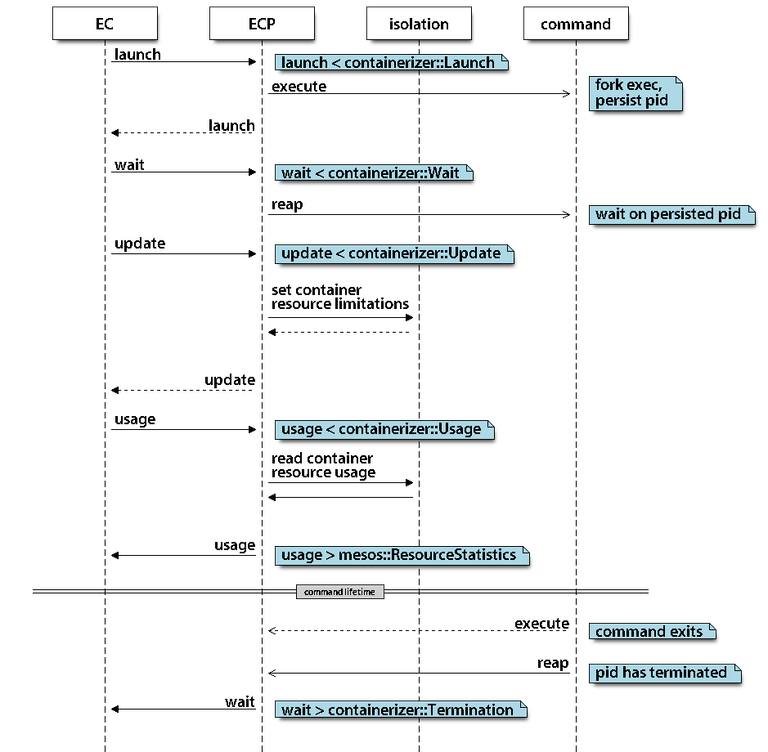 EC
ECP
isolation
command
launch
launch < containerizer::Launch
execute
fork exec,
persist pid
launch
wait
wait < containerizer::Wait
reap
wait on persisted pid
update
update < containerizer::Update
set container
resource limitations
update
usage
usage < containerizer::Usage
read container
resource usage
usage
usage > mesos::ResourceStatistics
command lifetime
execute
command exits
reap
pid has terminated
wait
wait > containerizer::Termination